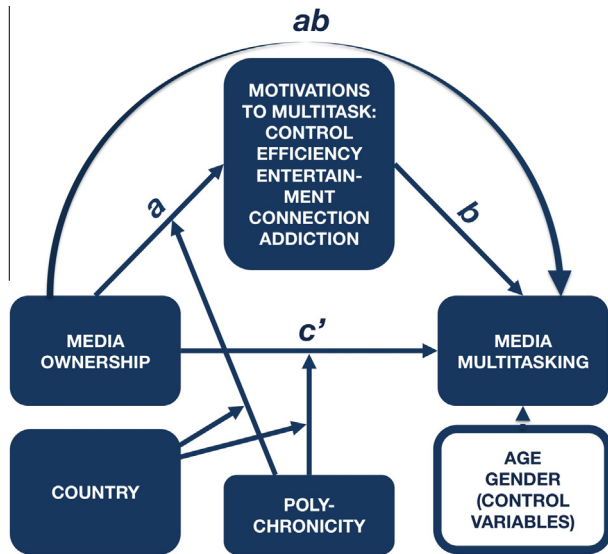 ab
MOTIVATIONS
TO MULTITASK:
CONTROL
EFFICIENCY
ENTERTAIN-
MENT
CONNECTION
ADDICTION
a
b
MEDIA
OWNERSHIP
c’
MEDIA
MULTITASKING
COUNTRY
POLY-
CHRONICITY
AGE
GENDER
(CONTROL
VARIABLES)